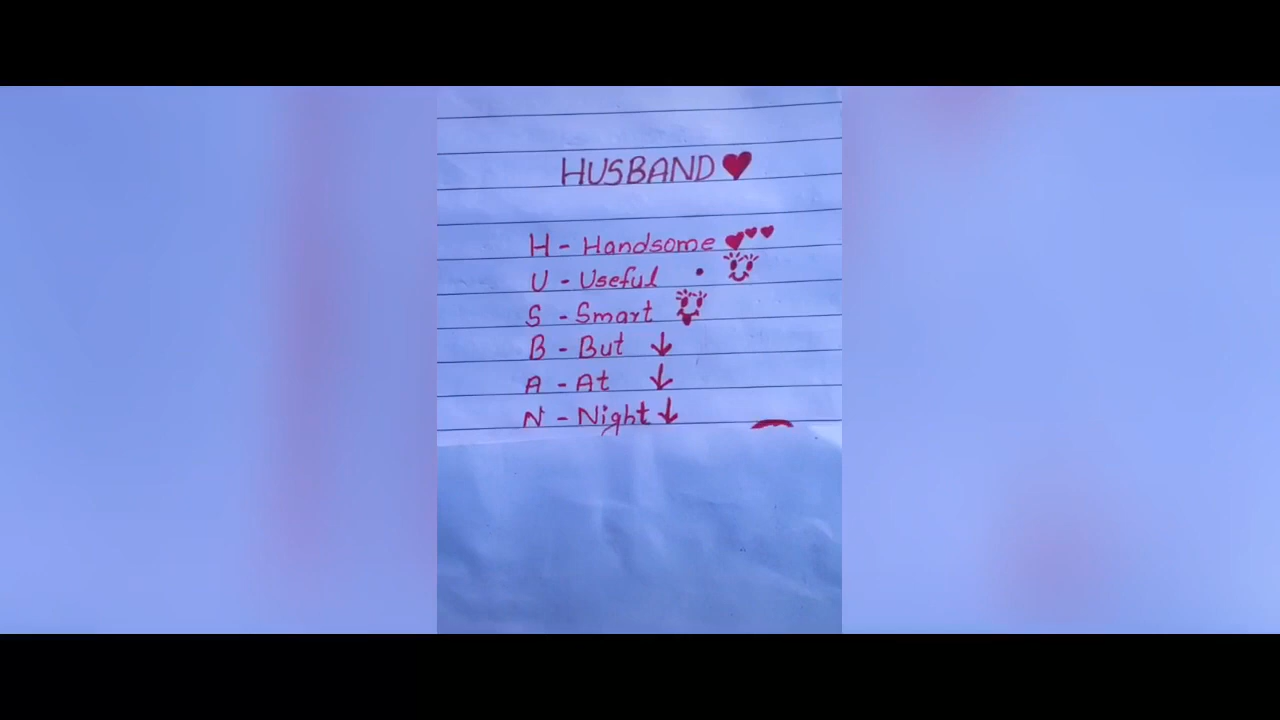 HUSBAND
H - Handsome
U - Useful
S - Smart
B - But
A - At
N - Night